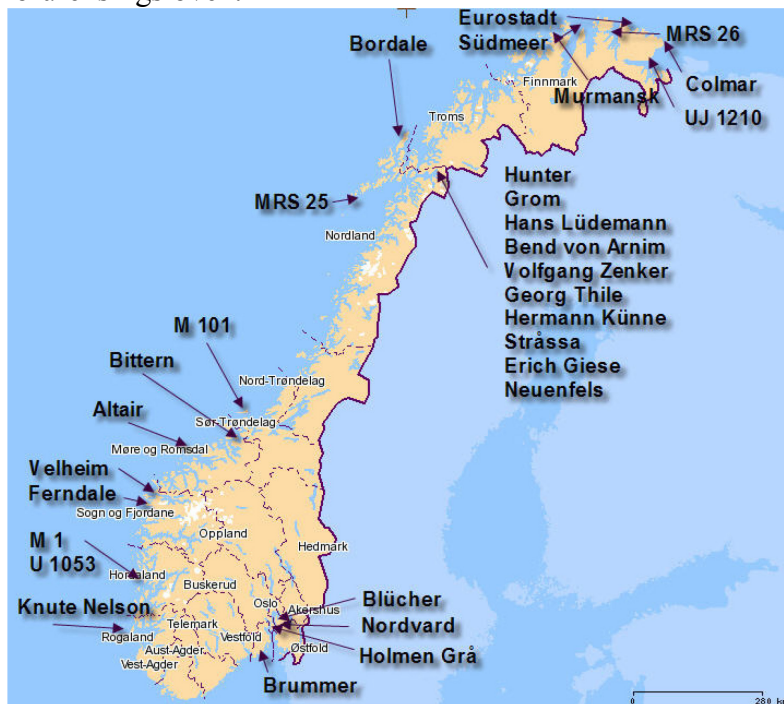 Eurostadt
Südmeer
MRS 26
Bordale
Finnmark
Colmar
Murmansk
UJ 1210
Troms
Hunter
Grom
Hans Lüdemann
Bend von Arnim
Volfgang Zenker
Georg Thile
Hermann Künne
Stråssa
Erich Giese
Neuenfels
MRS 25
Nordland
M 101
Bittern
Nord-Trøndelag
Altair
Sør-Trøndelag
Møre og Romsdal
Velheim
Ferndale
Sogn og Fjordane
Oppland
M 1
U 1053
Hedmark
Hordaland
Buskerud
Knute Nelson
Oslo
Akershus
Blücher
Telemark
Nordvard
Rogaland
Vestfold
Østfold
Aust-Agder
Holmen Grå
Vest-Agder
Brummer
0
280 km